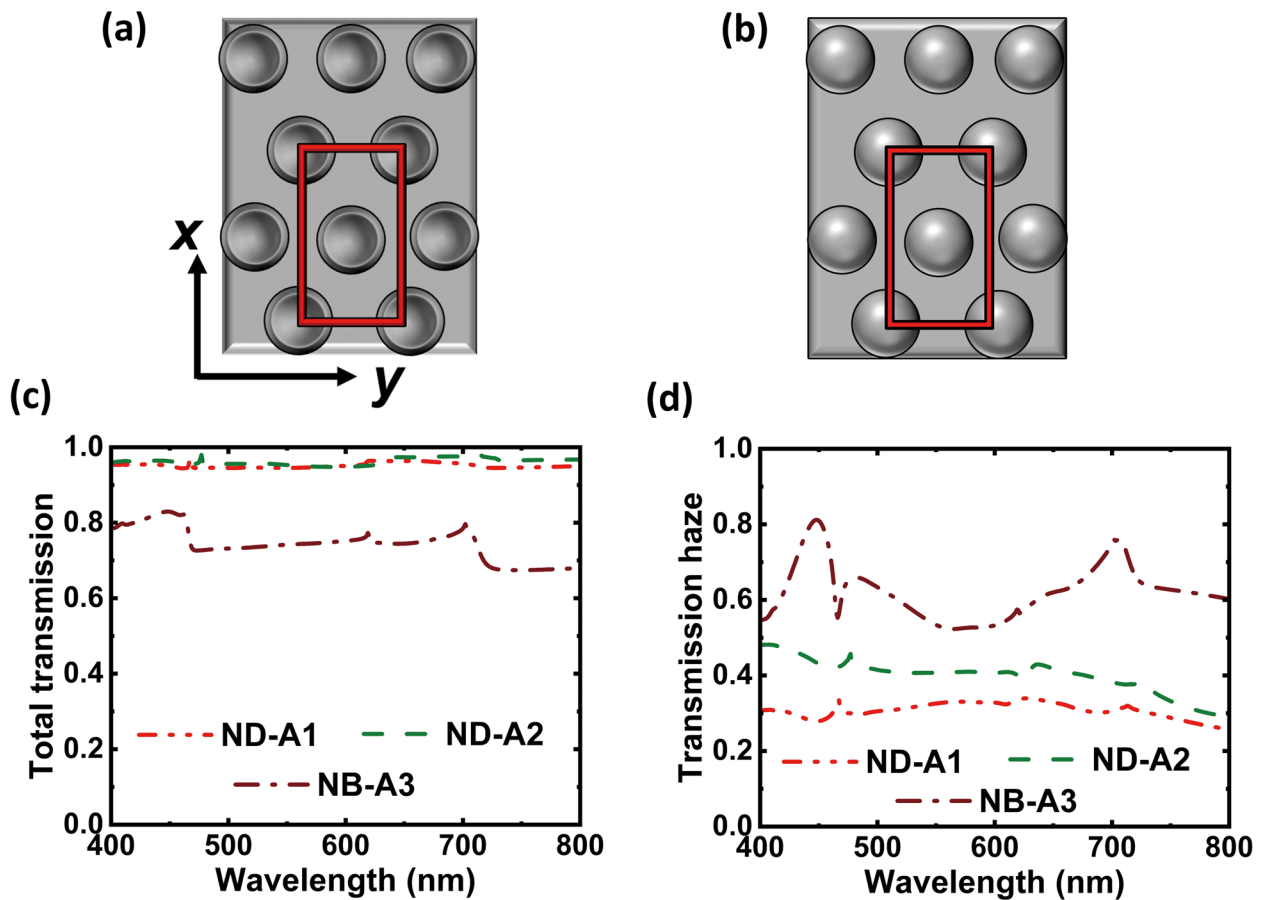 (a)
(b)
x
y
(c)
(d)
1.0
0.8
0.6
0.4
0.2
0.0
Total transmission
ND-A1
ND-A2
NB-A3
400
500
600
700
800
Wavelength (nm)
1.0
0.8
0.6
0.4
0.2
0.0
Transmission haze
ND-A1
ND-A2
NB-A3
400
500
600
700
800
Wavelength (nm)